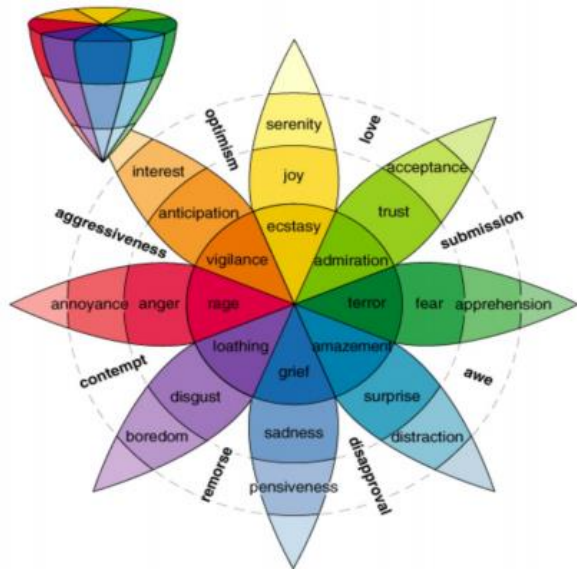 serenity
optimism
love
interest
acceptance
joy
anticipation
trust
ecstasy
aggressiveness
submission
vigilance
admiration
annoyance anger rage terror fear apprehension
loathing amazement
contempt
grief
awe
disgust
surprise
boredom
sadness
distraction
remorse
pensiveness
disapproval